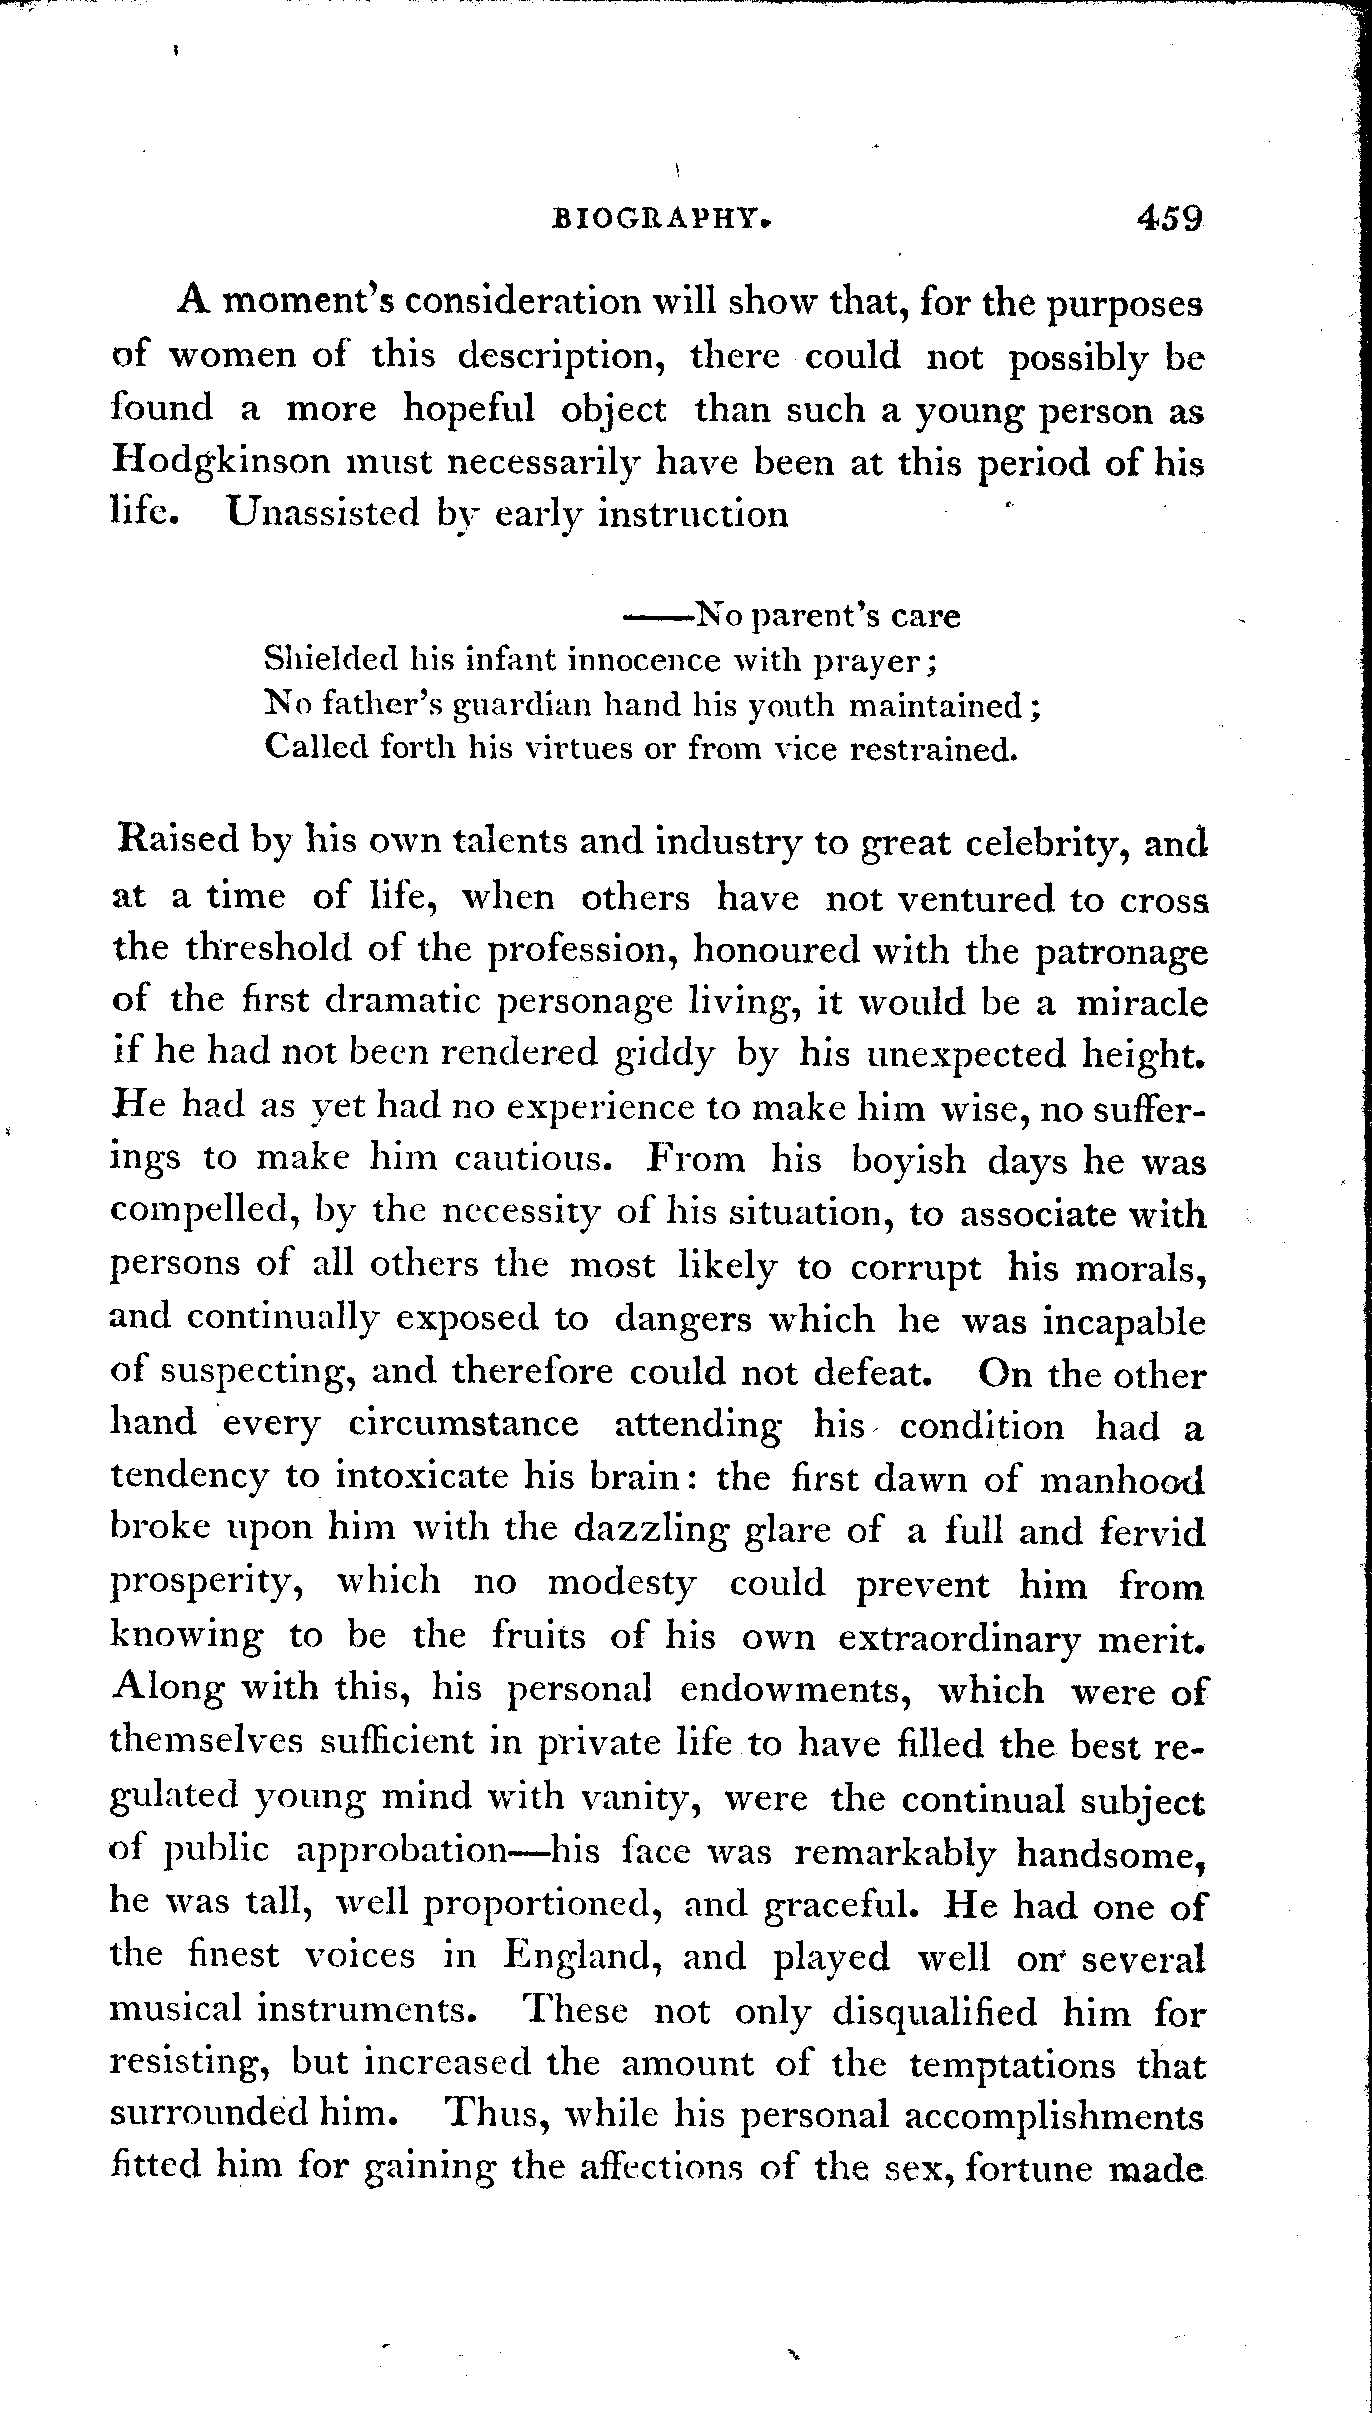 BIOGRAPHY. 459
A moment's consideration will show that, for the purposes
of women of this description, there could not possibly be
found a more hopeful object than such a young person as
Hodgkinson must necessarily have been at this period of his
life. Unassisted by early instruction
——No parent's care
Shielded his infant innocence with prayer;
No father's guardian hand his youth maintained;
Called forth his virtues or from vice restrained.
Raised by his own talents and industry to great celebrity, and
at a time of life, when others have not ventured to cross
the threshold of the profession, honoured with the patronage
of the first dramatic personage living, it would be a miracle
if he had not been rendered giddy by his unexpected height.
He had as yet had no experience to make him wise, no suffer-
ings to make him cautious. From his boyish days he was
compelled, by the necessity of his situation, to associate with
persons of all others the most likely to corrupt his morals,
and continually exposed to dangers which he was incapable
of suspecting, and therefore could not defeat. On the other
hand every circumstance attending his condition had a
tendency to intoxicate his brain: the first dawn of manhood
broke upon him with the dazzling glare of a full and fervid
prosperity, which no modesty could prevent him from
knowing to be the fruits of his own extraordinary merit.
Along with this, his personal endowments, which were of
themselves sufficient in private life to have filled the best re-
gulated young mind with vanity, were the continual subject
of public approbation—his face was remarkably handsome,
he was tall, well proportioned, and graceful. He had one of
the finest voices in England, and played well on several
musical instruments. These not only disqualified him for
resisting, but increased the amount of the temptations that
surrounded him. Thus, while his personal accomplishments
fitted him for gaining the affections of the sex, fortune made